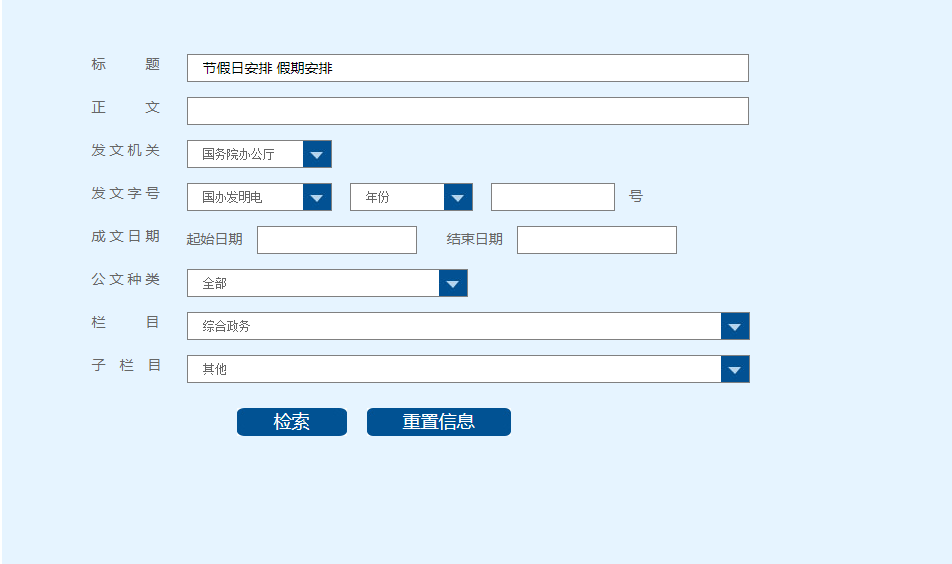 标 题 节假日安排 假期安排
正 文
发文机关 国务院办公厅
发文字号 国办发明电 年份 号
成文日期 起始日期 结束日期
公文种类 全部
栏 目 综合政务
子 栏 目 其他
检索 重置信息